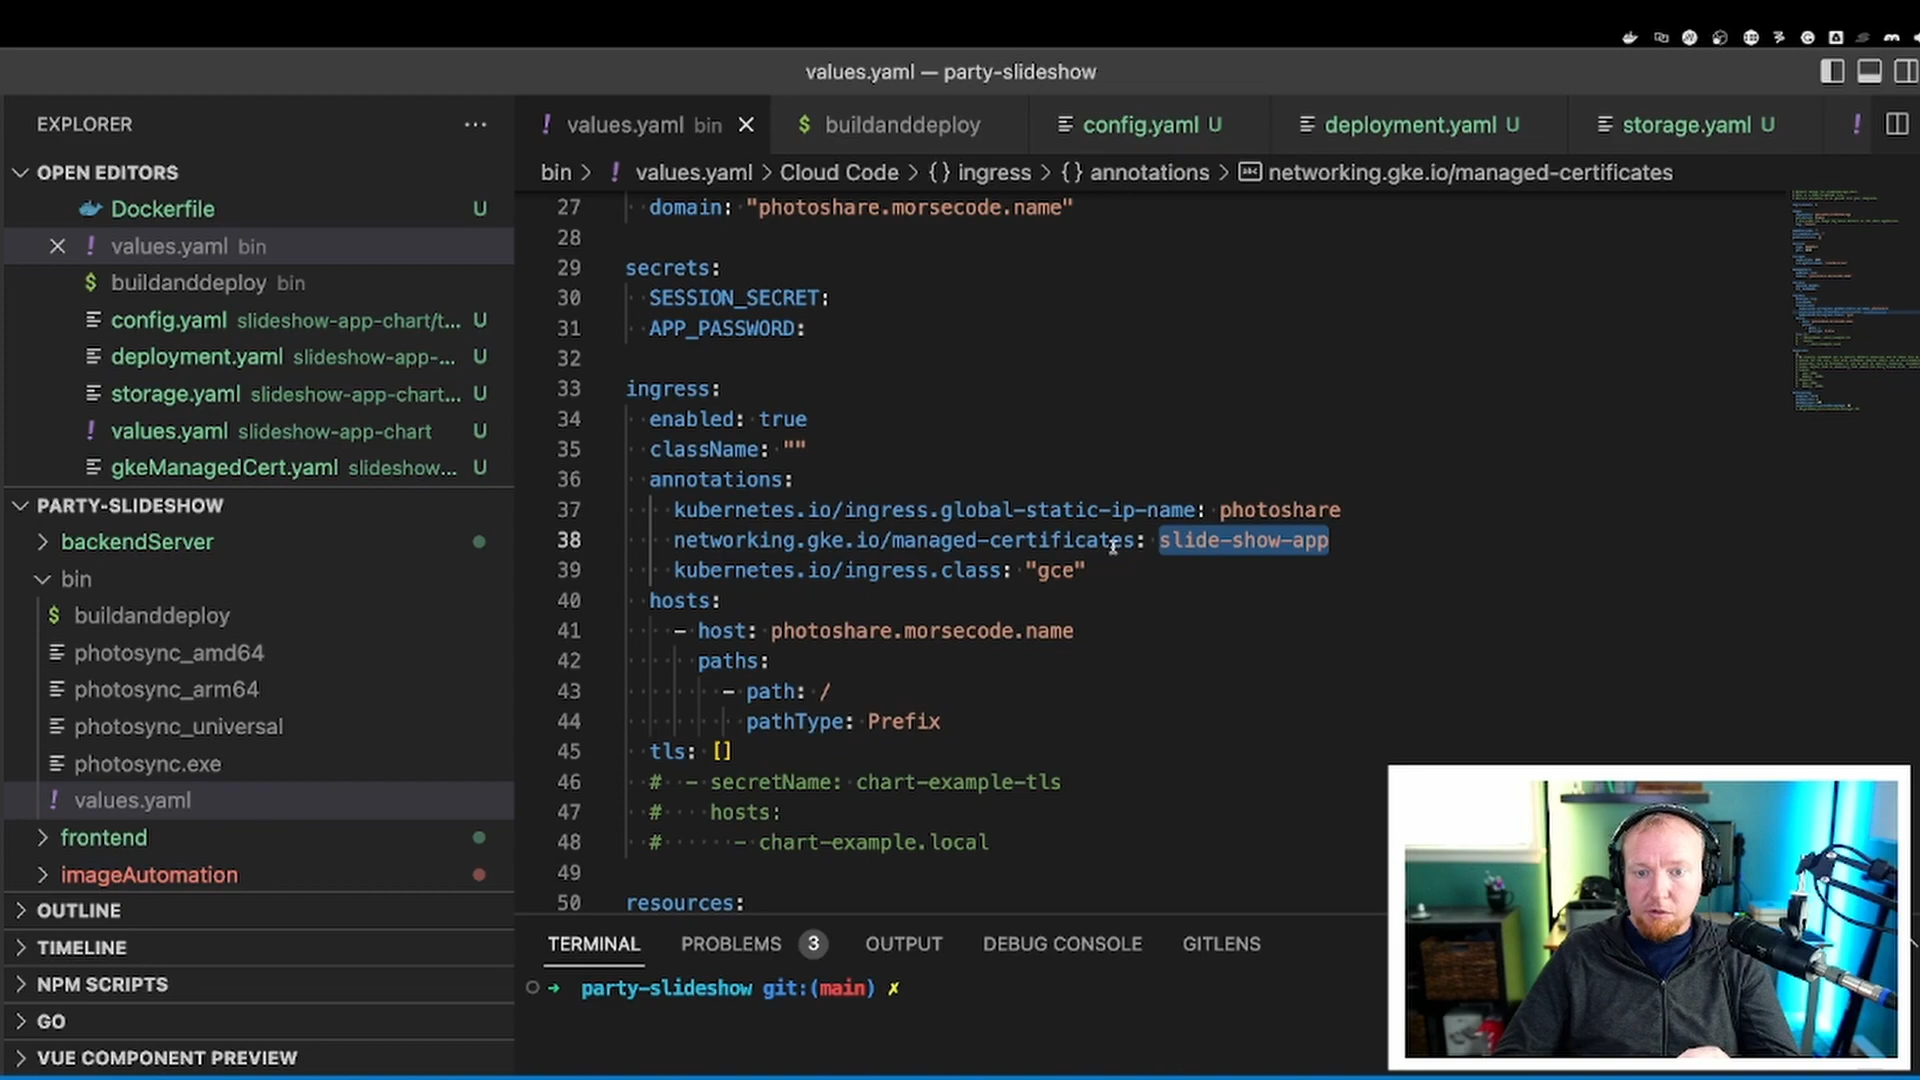 values.yaml — party-slideshow
EXPLORER
values.yaml bin
buildanddeploy
config.yaml U
deployment.yaml U
storage.yaml U
bin > values.yaml > Cloud Code > {} ingress > {} annotations > networking.gke.io/managed-certificates
OPEN EDITORS
Dockerfile U
values.yaml bin
buildanddeploy bin
config.yaml slideshow-app-chart/t... U
deployment.yaml slideshow-app-... U
storage.yaml slideshow-app-chart... U
values.yaml slideshow-app-chart U
gkeManagedCert.yaml slideshow... U
PARTY-SLIDESHOW
backendServer
bin
buildanddeploy
photosync_amd64
photosync_arm64
photosync_universal
photosync.exe
values.yaml
frontend
imageAutomation
OUTLINE
TIMELINE
NPM SCRIPTS
GO
VUE COMPONENT PREVIEW
27 domain: "photoshare.morsecode.name"
28
29 secrets:
30 SESSION_SECRET:
31 APP_PASSWORD:
32
33 ingress:
34 enabled: true
35 className: ""
36 annotations:
37 kubernetes.io/ingress.global-static-ip-name: photoshare
38 networking.gke.io/managed-certificates: slide-show-app
39 kubernetes.io/ingress.class: "gce"
40 hosts:
41 - host: photoshare.morsecode.name
42 paths:
43 - path: /
44 pathType: Prefix
45 tls: []
46 # - secretName: chart-example-tls
47 # hosts:
48 # - chart-example.local
49
50 resources:
TERMINAL PROBLEMS 3 OUTPUT DEBUG CONSOLE GITLENS
party-slideshow git:(main) ✗